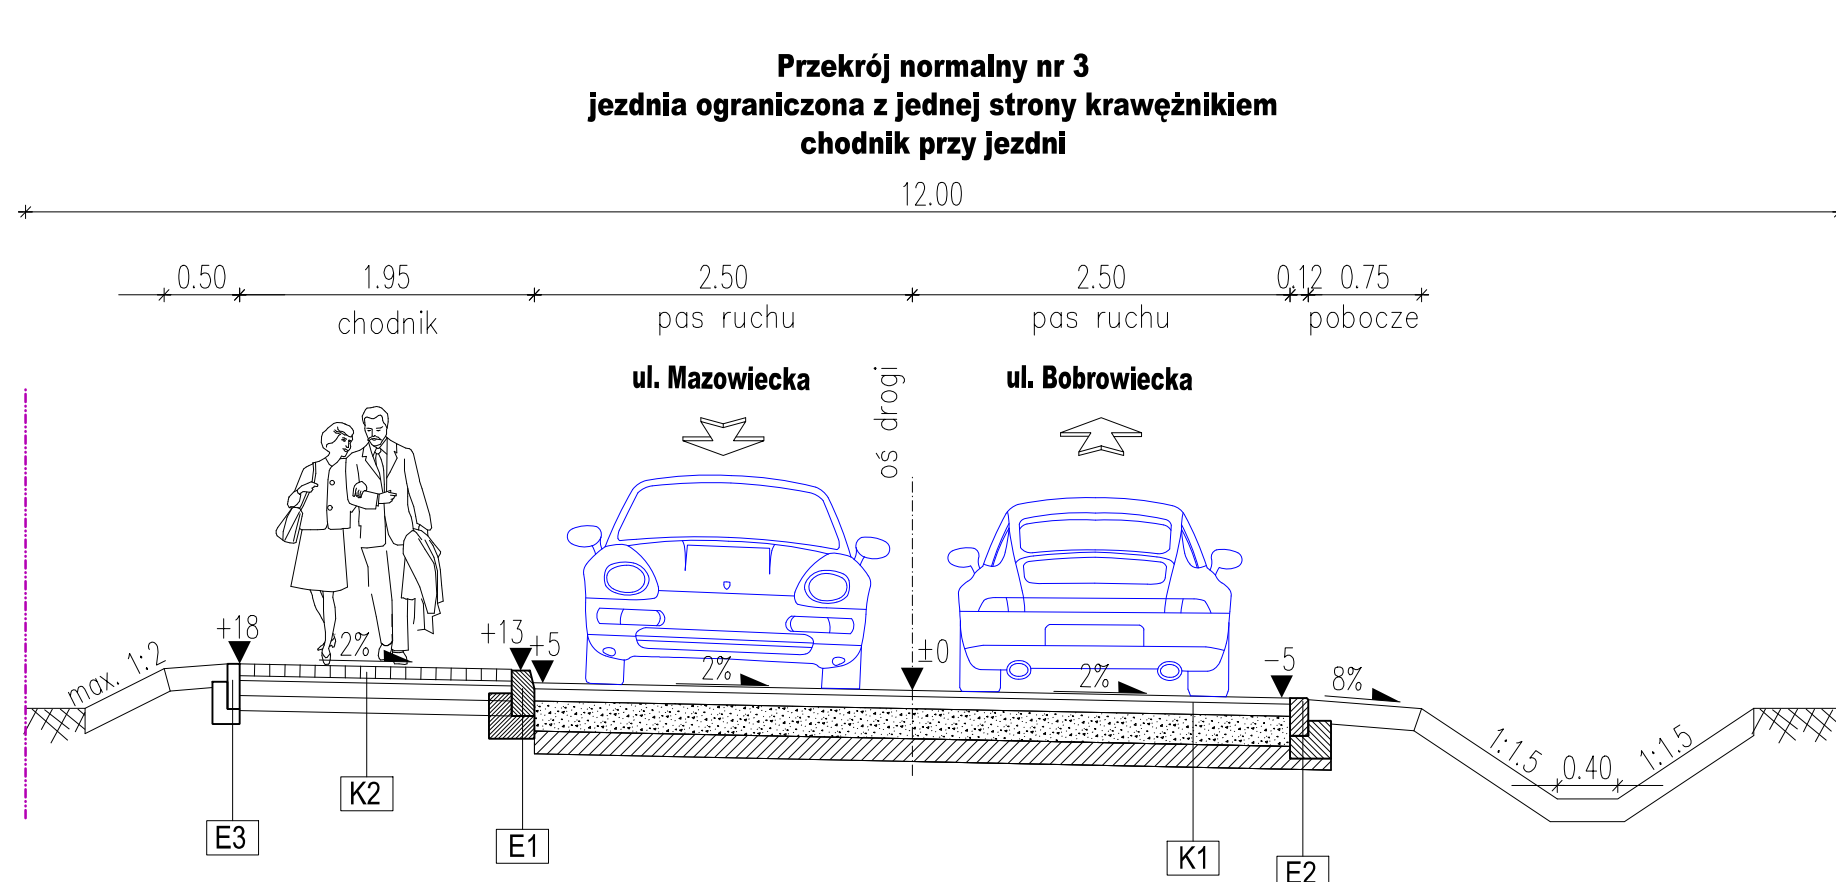 Przekrój normalny nr 3
jezdnia ograniczona z jednej strony krawężnikiem
chodnik przy jezdni
12.00
0.50 1.95 2.50 2.50 0.12 0.75
chodnik pas ruchu pas ruchu pobocze
ul. Mazowiecka oś drogi ul. Bobrowiecka
max. 1:2 +18 2% +13 +5 2% ±0 2% -5 8%
1:1.5 0.40 1:1.5
K2
E3 E1 K1 E2